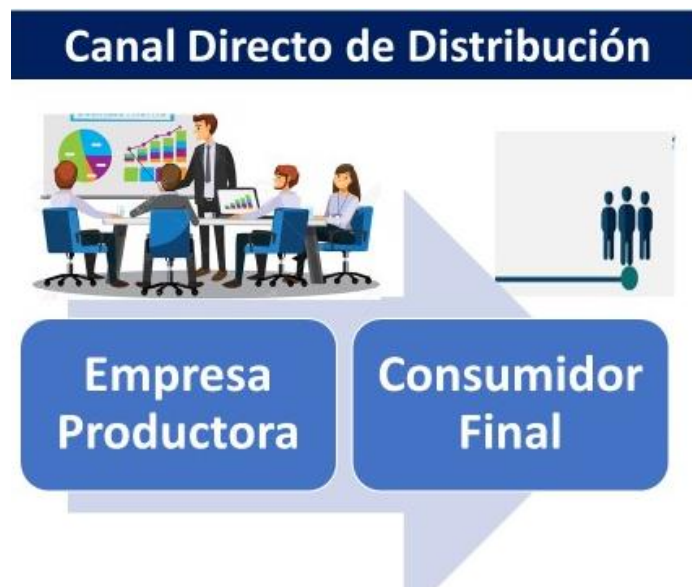 Canal Directo de Distribución
Empresa
Productora
Consumidor
Final